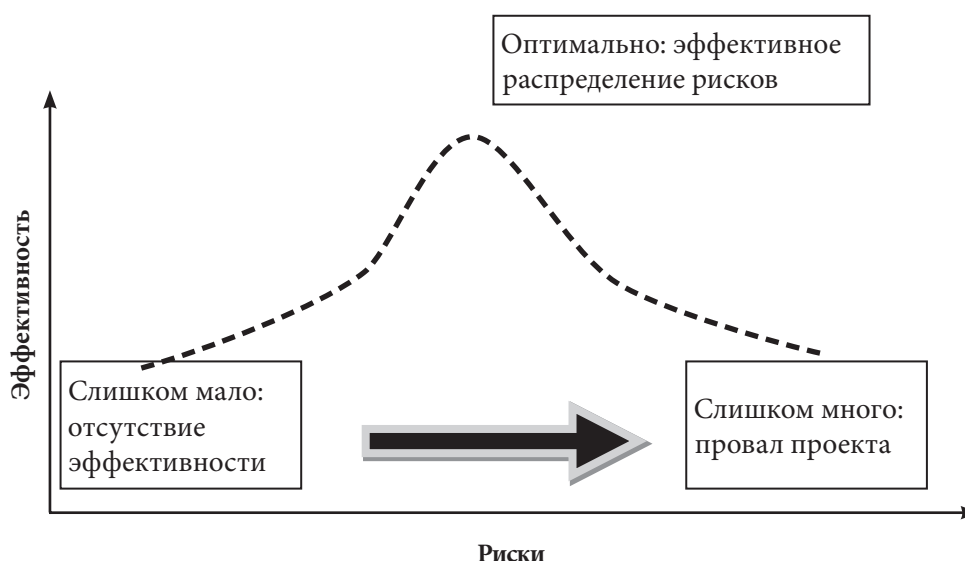 Оптимально: эффективное
распределение рисков
Эффективность
Слишком мало:
отсутствие
эффективности
Слишком много:
провал проекта
Риски